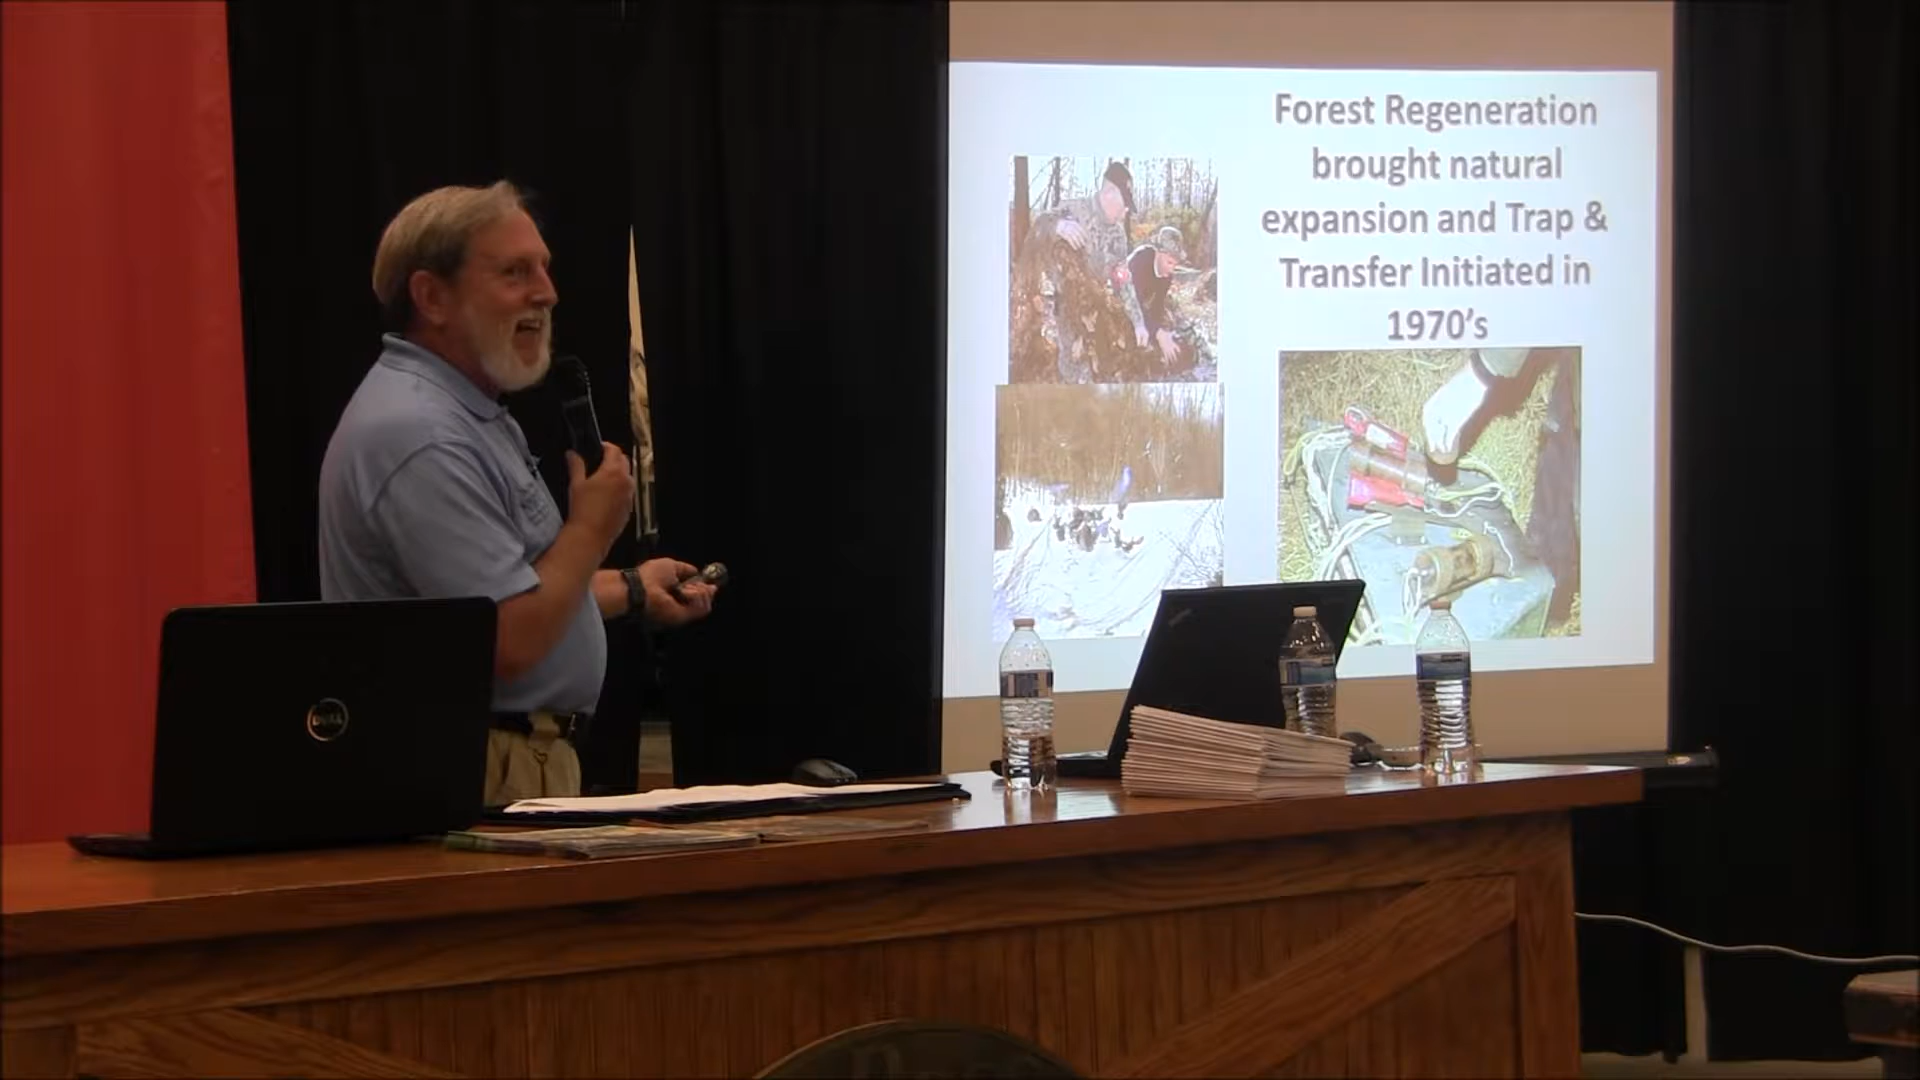 Forest Regeneration
brought natural
expansion and Trap &
Transfer Initiated in
1970's
DELL